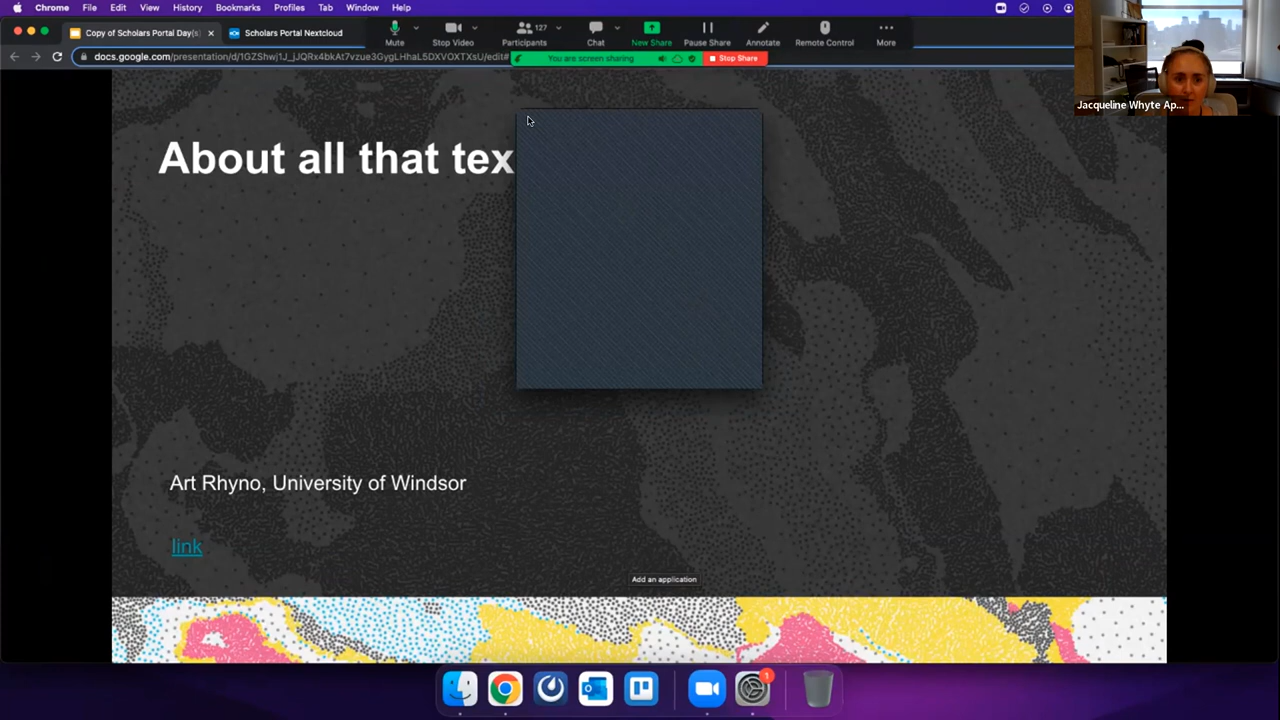 Chrome File Edit View History Bookmarks Profiles Tab Window Help
Copy of Scholars Portal Day(s
Scholars Portal Nextcloud
Mute
Stop Video
127
Participants
Chat
New Share
Pause Share
Annotate
Remote Control
More
docs.google.com/presentation/d/
You are screen sharing
Stop Share
Jacqueline Whyte Ap...
About all that tex
Art Rhyno, University of Windsor
link
Add an application
1